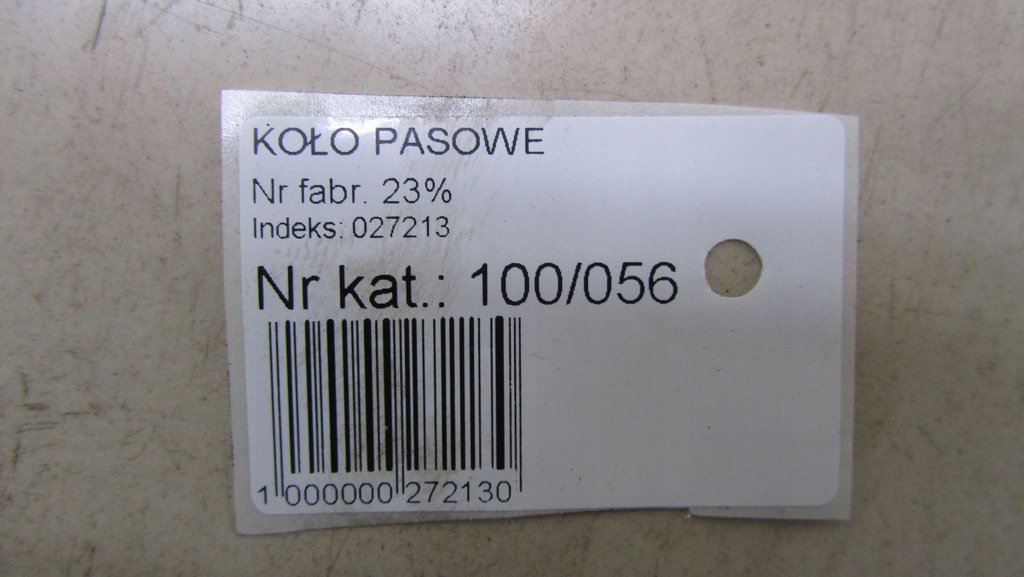 KOŁO PASOWE
Nr fabr. 23%
Indeks: 027213
Nr kat.: 100/056
1 000000 272130